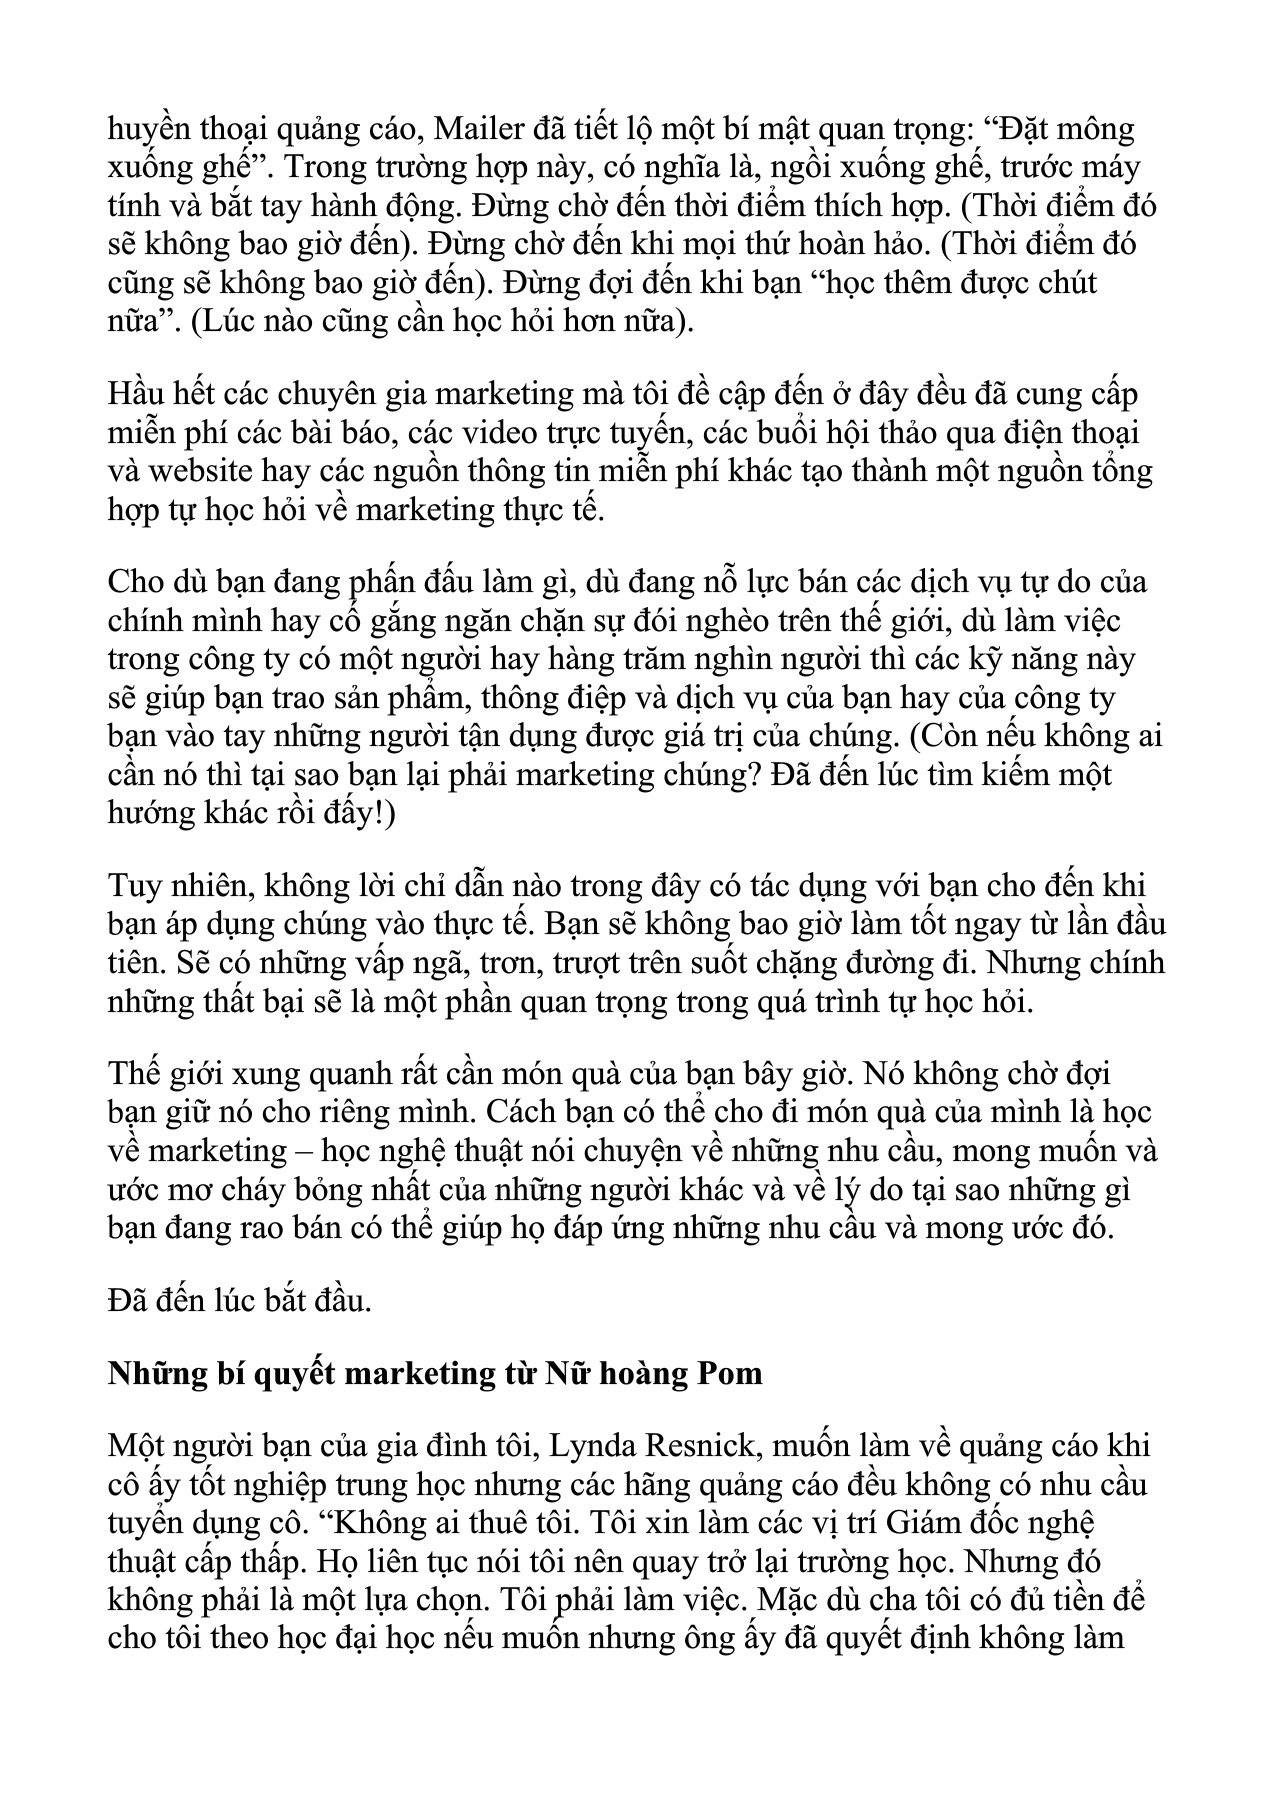 huyền thoại quảng cáo, Mailer đã tiết lộ một bí mật quan trọng: “Đặt mông
xuống ghế”. Trong trường hợp này, có nghĩa là, ngồi xuống ghế, trước máy
tính và bắt tay hành động. Đừng chờ đến thời điểm thích hợp. (Thời điểm đó
sẽ không bao giờ đến). Đừng chờ đến khi mọi thứ hoàn hảo. (Thời điểm đó
cũng sẽ không bao giờ đến). Đừng đợi đến khi bạn “học thêm được chút
nữa”. (Lúc nào cũng cần học hỏi hơn nữa).
Hầu hết các chuyên gia marketing mà tôi đề cập đến ở đây đều đã cung cấp
miễn phí các bài báo, các video trực tuyến, các buổi hội thảo qua điện thoại
và website hay các nguồn thông tin miễn phí khác tạo thành một nguồn tổng
hợp tự học hỏi về marketing thực tế.
Cho dù bạn đang phấn đấu làm gì, dù đang nỗ lực bán các dịch vụ tự do của
chính mình hay cố gắng ngăn chặn sự đói nghèo trên thế giới, dù làm việc
trong công ty có một người hay hàng trăm nghìn người thì các kỹ năng này
sẽ giúp bạn trao sản phẩm, thông điệp và dịch vụ của bạn hay của công ty
bạn vào tay những người tận dụng được giá trị của chúng. (Còn nếu không ai
cần nó thì tại sao bạn lại phải marketing chúng? Đã đến lúc tìm kiếm một
hướng khác rồi đấy!)
Tuy nhiên, không lời chỉ dẫn nào trong đây có tác dụng với bạn cho đến khi
bạn áp dụng chúng vào thực tế. Bạn sẽ không bao giờ làm tốt ngay từ lần đầu
tiên. Sẽ có những vấp ngã, trơn, trượt trên suốt chặng đường đi. Nhưng chính
những thất bại sẽ là một phần quan trọng trong quá trình tự học hỏi.
Thế giới xung quanh rất cần món quà của bạn bây giờ. Nó không chờ đợi
bạn giữ nó cho riêng mình. Cách bạn có thể cho đi món quà của mình là học
về marketing – học nghệ thuật nói chuyện về những nhu cầu, mong muốn và
ước mơ cháy bỏng nhất của những người khác và về lý do tại sao những gì
bạn đang rao bán có thể giúp họ đáp ứng những nhu cầu và mong ước đó.
Đã đến lúc bắt đầu.
Những bí quyết marketing từ Nữ hoàng Pom
Một người bạn của gia đình tôi, Lynda Resnick, muốn làm về quảng cáo khi
cô ấy tốt nghiệp trung học nhưng các hãng quảng cáo đều không có nhu cầu
tuyển dụng cô. “Không ai thuê tôi. Tôi xin làm các vị trí Giám đốc nghệ
thuật cấp thấp. Họ liên tục nói tôi nên quay trở lại trường học. Nhưng đó
không phải là một lựa chọn. Tôi phải làm việc. Mặc dù cha tôi có đủ tiền để
cho tôi theo học đại học nếu muốn nhưng ông ấy đã quyết định không làm